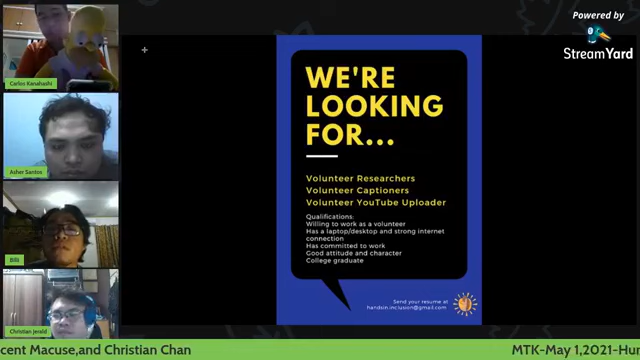 Powered by
StreamYard
Carlos Kanahashi
Asher Santos
Billi
Christian Jerald
WE'RE
LOOKING
FOR...
Volunteer Researchers
Volunteer Captioners
Volunteer YouTube Uploader
Qualifications:
Willing to work as a volunteer
Has a laptop/desktop and strong internet
connection
Has committed to work
Good attitude and character
College graduate
Send your resume at
handson.inclusion@gmail.com
cent Macuse,and Christian Chan
MTK-May 1,2021-Hur